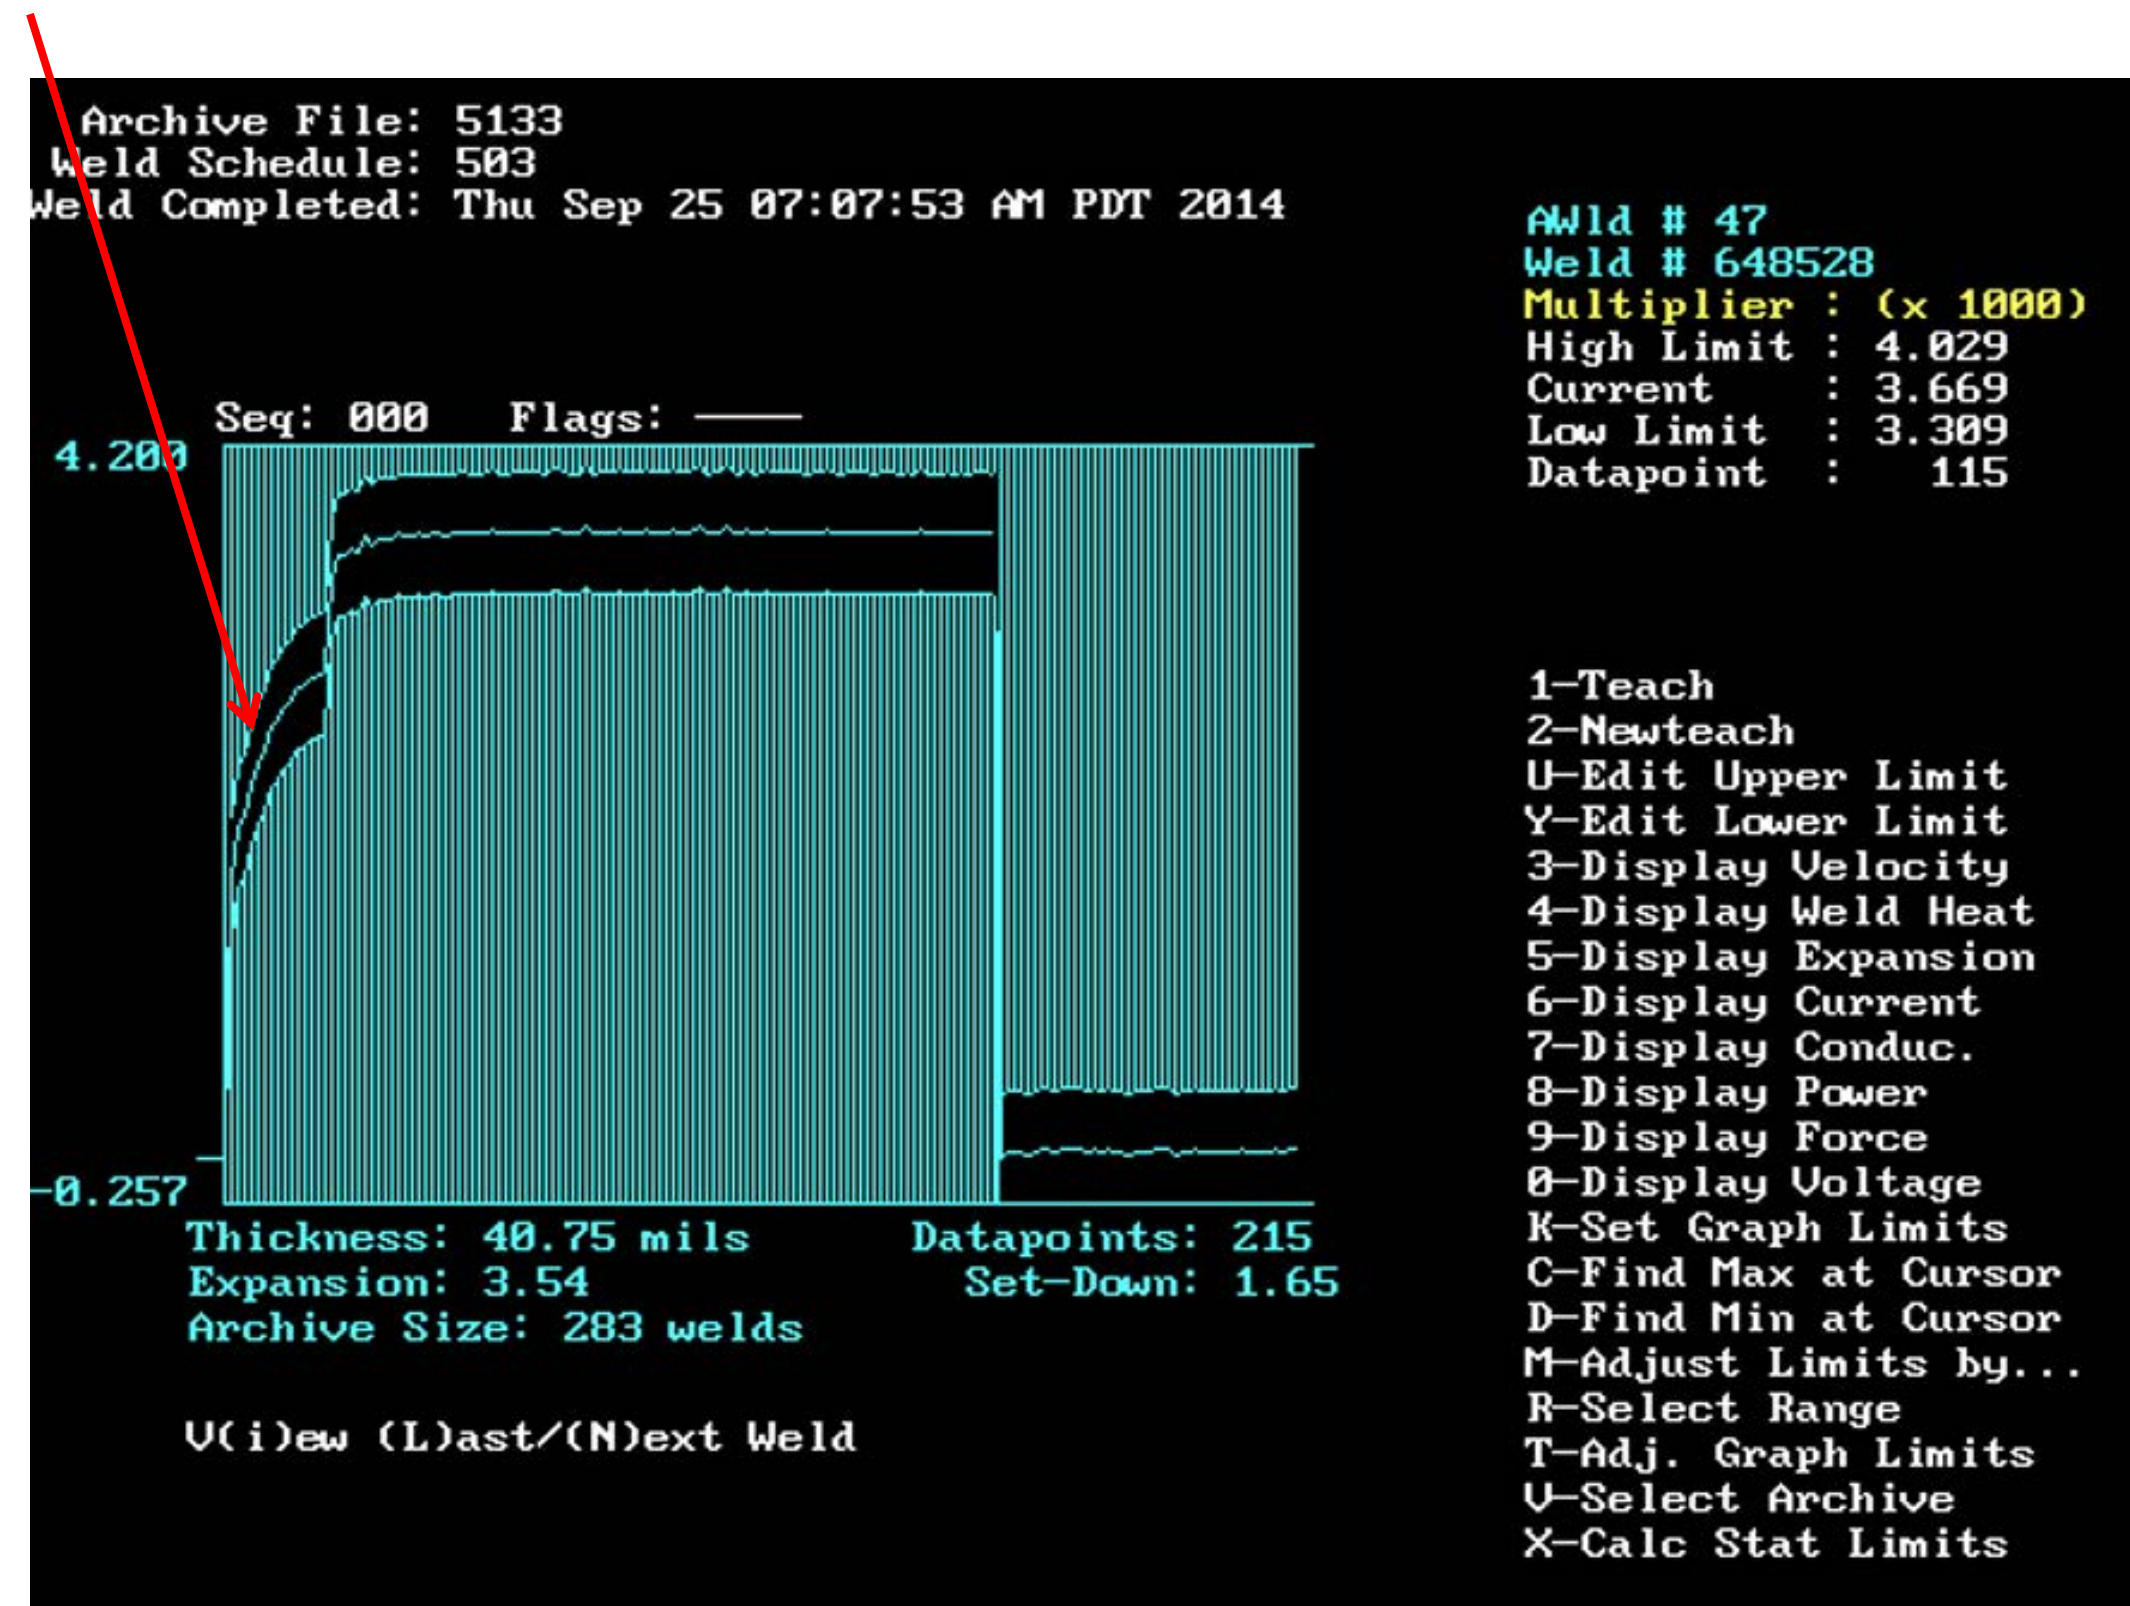 Archive File: 5133
Weld Schedule: 503
Weld Completed: Thu Sep 25 07:07:53 AM PDT 2014
AWld # 47
Weld # 648528
Multiplier : (x 1000)
High Limit : 4.029
Current : 3.669
Low Limit : 3.309
Datapoint : 115
Seq: 000 Flags: ————
4.200
-0.257
Thickness: 40.75 mils Datapoints: 215
Expansion: 3.54 Set-Down: 1.65
Archive Size: 283 welds
V(i)ew (L)ast/(N)ext Weld
1-Teach
2-Newteach
U-Edit Upper Limit
Y-Edit Lower Limit
3-Display Velocity
4-Display Weld Heat
5-Display Expansion
6-Display Current
7-Display Conduc.
8-Display Power
9-Display Force
0-Display Voltage
K-Set Graph Limits
C-Find Max at Cursor
D-Find Min at Cursor
M-Adjust Limits by...
R-Select Range
T-Adj. Graph Limits
V-Select Archive
X-Calc Stat Limits